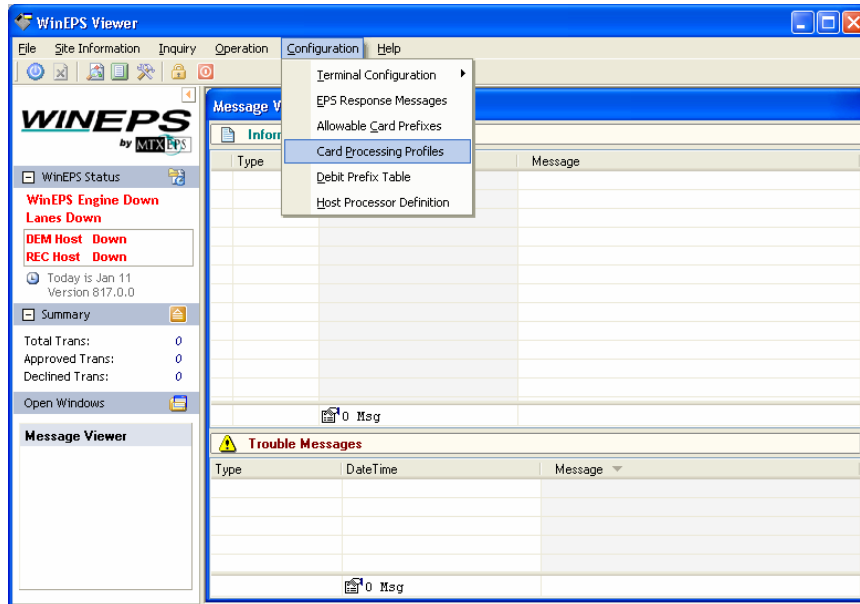 WinEPS Viewer
File Site Information Inquiry Operation Configuration Help
Terminal Configuration
EPS Response Messages
Allowable Card Prefixes
Card Processing Profiles
Debit Prefix Table
Host Processor Definition
WINEPS
by MTXEPS
WinEPS Status
WinEPS Engine Down
Lanes Down
DEM Host Down
REC Host Down
Today is Jan 11
Version 817.0.0
Summary
Total Trans: 0
Approved Trans: 0
Declined Trans: 0
Open Windows
Message Viewer
Message V
Inform
Type Message
0 Msg
Trouble Messages
Type DateTime Message
0 Msg